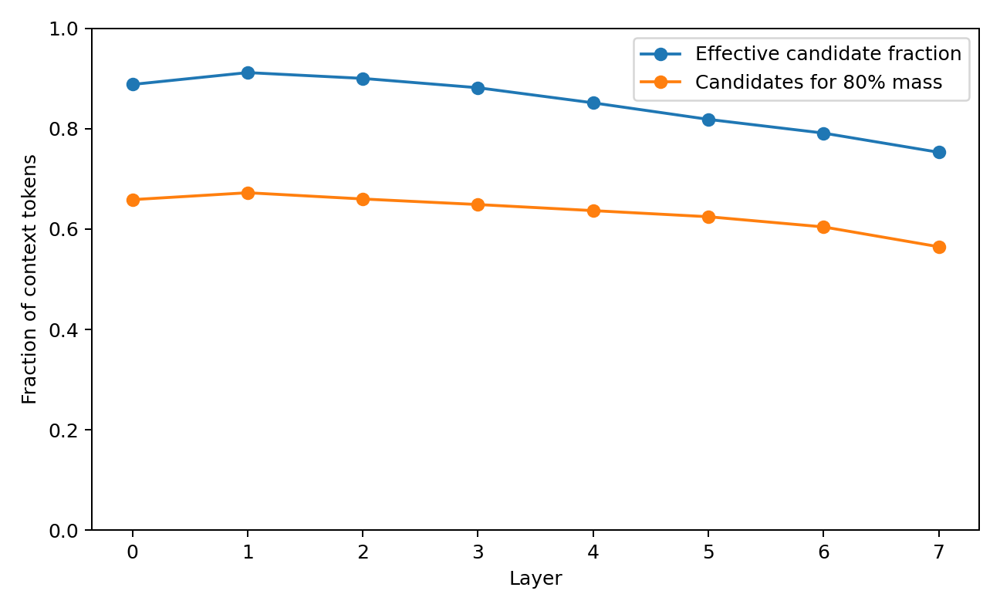 Effective candidate fraction
Candidates for 80% mass
Fraction of context tokens
1.0
0.8
0.6
0.4
0.2
0.0
0 1 2 3 4 5 6 7
Layer